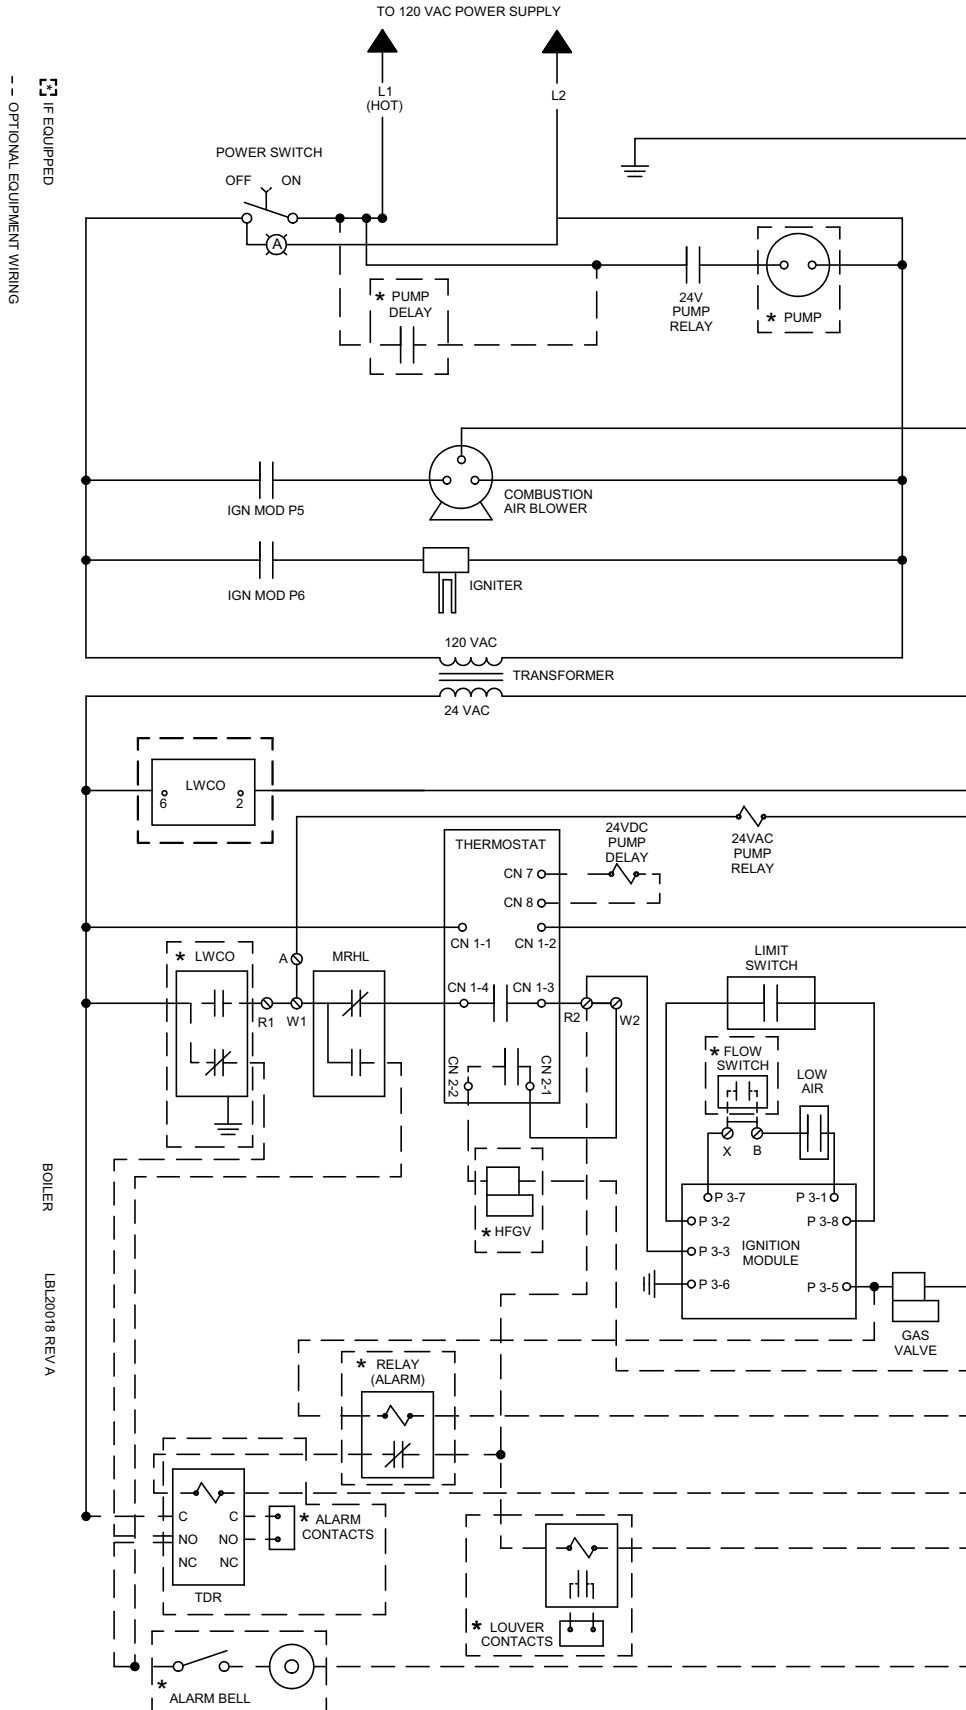 TO 120 VAC POWER SUPPLY
L1
(HOT)
L2
[*] IF EQUIPPED
-- OPTIONAL EQUIPMENT WIRING
POWER SWITCH
OFF ON
A
* PUMP
DELAY
24V
PUMP
RELAY
* PUMP
COMBUSTION
AIR BLOWER
IGN MOD P5
IGNITER
IGN MOD P6
120 VAC
TRANSFORMER
24 VAC
LWCO
6 2
24VDC
PUMP
DELAY
24VAC
PUMP
RELAY
THERMOSTAT
CN 7
CN 8
CN 1-1 CN 1-2
* LWCO
A
MRHL
CN 1-4 CN 1-3
R1 W1
R2 W2
CN 2-2 CN 2-1
LIMIT
SWITCH
* FLOW
SWITCH
LOW
AIR
X B
P 3-7 P 3-1
P 3-2 P 3-8
P 3-3
IGNITION
MODULE
P 3-6 P 3-5
* HFGV
GAS
VALVE
BOILER LBL20018 REV A
* RELAY
(ALARM)
C C
NO NO
NC NC
TDR
* ALARM
CONTACTS
* LOUVER
CONTACTS
* ALARM BELL